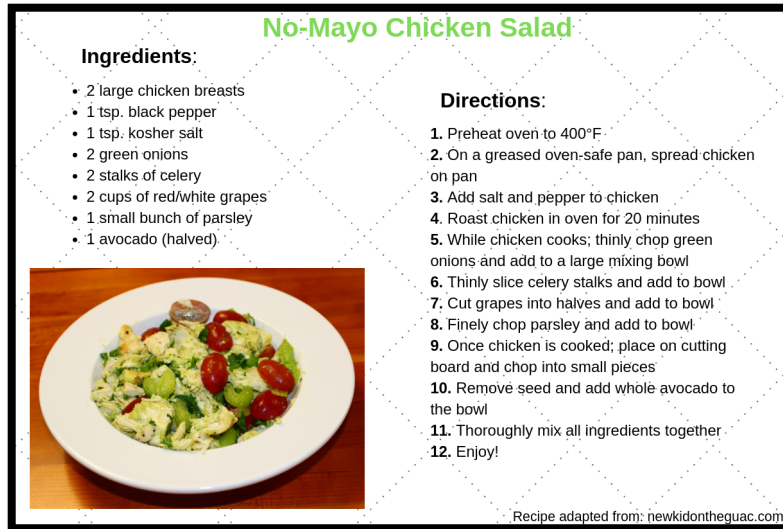 No-Mayo Chicken Salad
Ingredients:
• 2 large chicken breasts
• 1 tsp. black pepper
• 1 tsp. kosher salt
• 2 green onions
• 2 stalks of celery
• 2 cups of red/white grapes
• 1 small bunch of parsley
• 1 avocado (halved)
Directions:
1. Preheat oven to 400°F
2. On a greased oven-safe pan, spread chicken
on pan
3. Add salt and pepper to chicken
4. Roast chicken in oven for 20 minutes
5. While chicken cooks; thinly chop green
onions and add to a large mixing bowl
6. Thinly slice celery stalks and add to bowl
7. Cut grapes into halves and add to bowl
8. Finely chop parsley and add to bowl
9. Once chicken is cooked; place on cutting
board and chop into small pieces
10. Remove seed and add whole avocado to
the bowl
11. Thoroughly mix all ingredients together
12. Enjoy!
Recipe adapted from: newkidontheguac.com